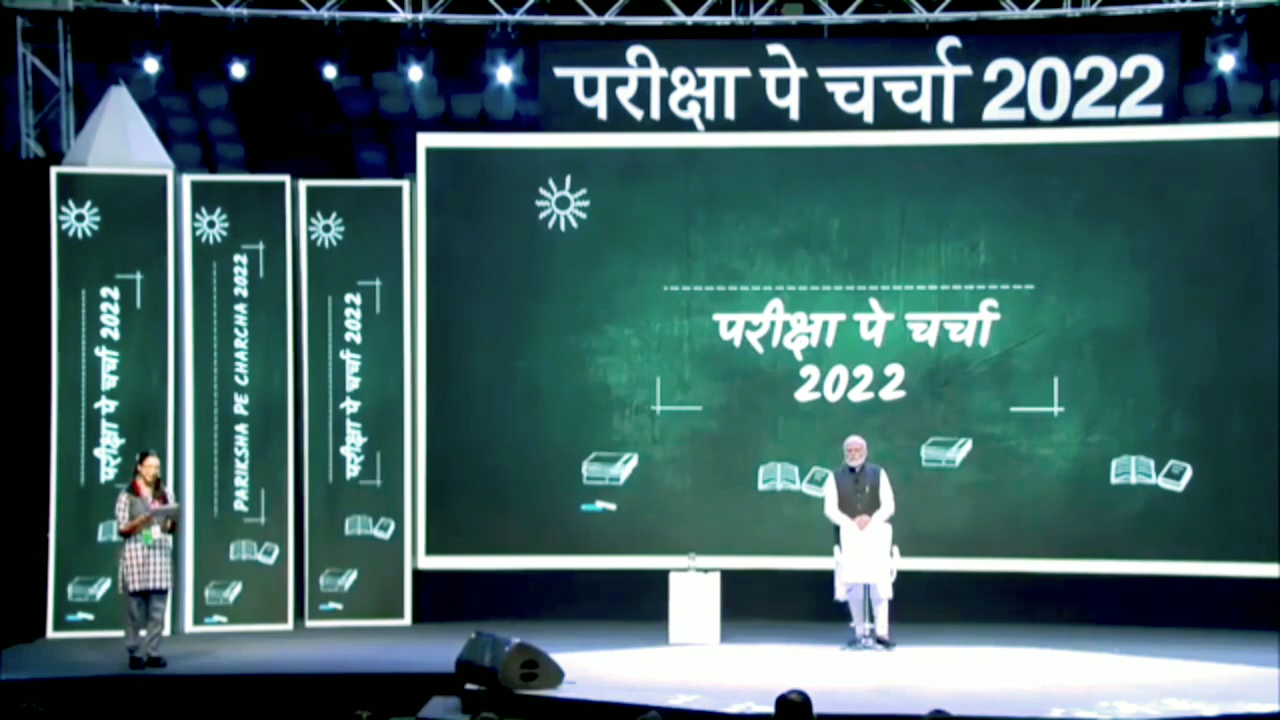 परीक्षा पे चर्चा 2022
परीक्षा पे चर्चा 2022
PARIKSHA PE CHARCHA 2022
परीक्षा पे चर्चा 2022
परीक्षा पे चर्चा
2022